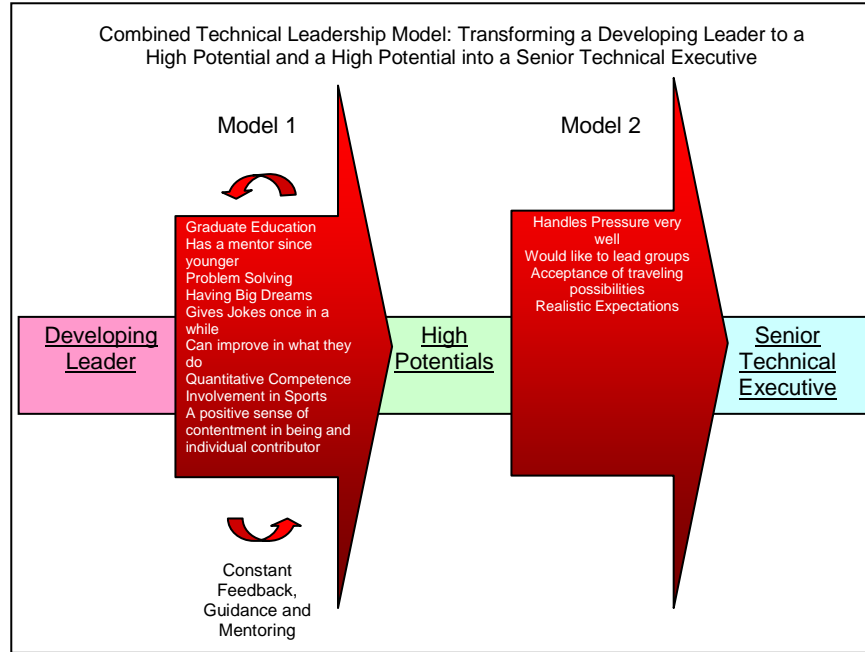 Combined Technical Leadership Model: Transforming a Developing Leader to a
High Potential and a High Potential into a Senior Technical Executive
Model 1
Model 2
Graduate Education
Has a mentor since
younger
Problem Solving
Having Big Dreams
Gives Jokes once in a
while
Can improve in what they
do
Quantitative Competence
Involvement in Sports
A positive sense of
contentment in being and
individual contributor
Handles Pressure very
well
Would like to lead groups
Acceptance of traveling
possibilities
Realistic Expectations
Developing
Leader
High
Potentials
Senior
Technical
Executive
Constant
Feedback,
Guidance and
Mentoring